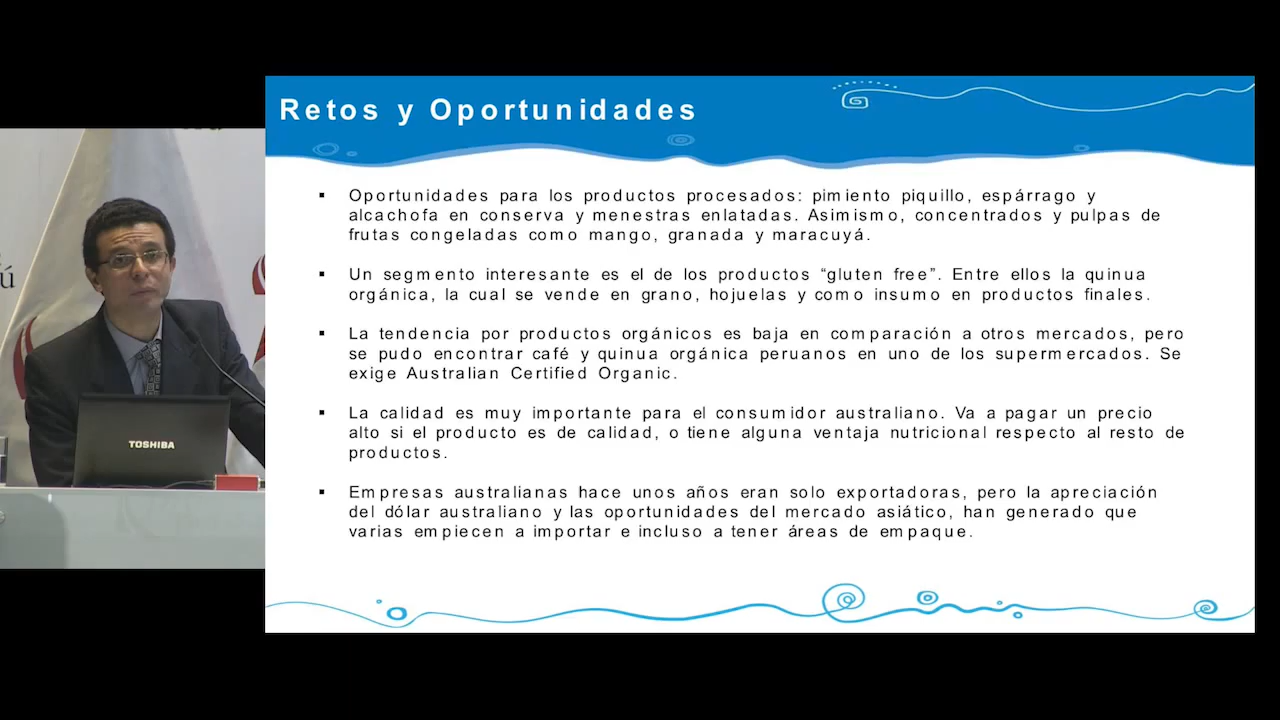 Retos y Oportunidades
▪ Oportunidades para los productos procesados: pimiento piquillo, espárrago y
alcachofa en conserva y menestras enlatadas. Asimismo, concentrados y pulpas de
frutas congeladas como mango, granada y maracuyá.
▪ Un segmento interesante es el de los productos “gluten free”. Entre ellos la quinua
orgánica, la cual se vende en grano, hojuelas y como insumo en productos finales.
▪ La tendencia por productos orgánicos es baja en comparación a otros mercados, pero
se pudo encontrar café y quinua orgánica peruanos en uno de los supermercados. Se
exige Australian Certified Organic.
▪ La calidad es muy importante para el consumidor australiano. Va a pagar un precio
alto si el producto es de calidad, o tiene alguna ventaja nutricional respecto al resto de
productos.
▪ Empresas australianas hace unos años eran solo exportadoras, pero la apreciación
del dólar australiano y las oportunidades del mercado asiático, han generado que
varias empiecen a importar e incluso a tener áreas de empaque.
TOSHIBA